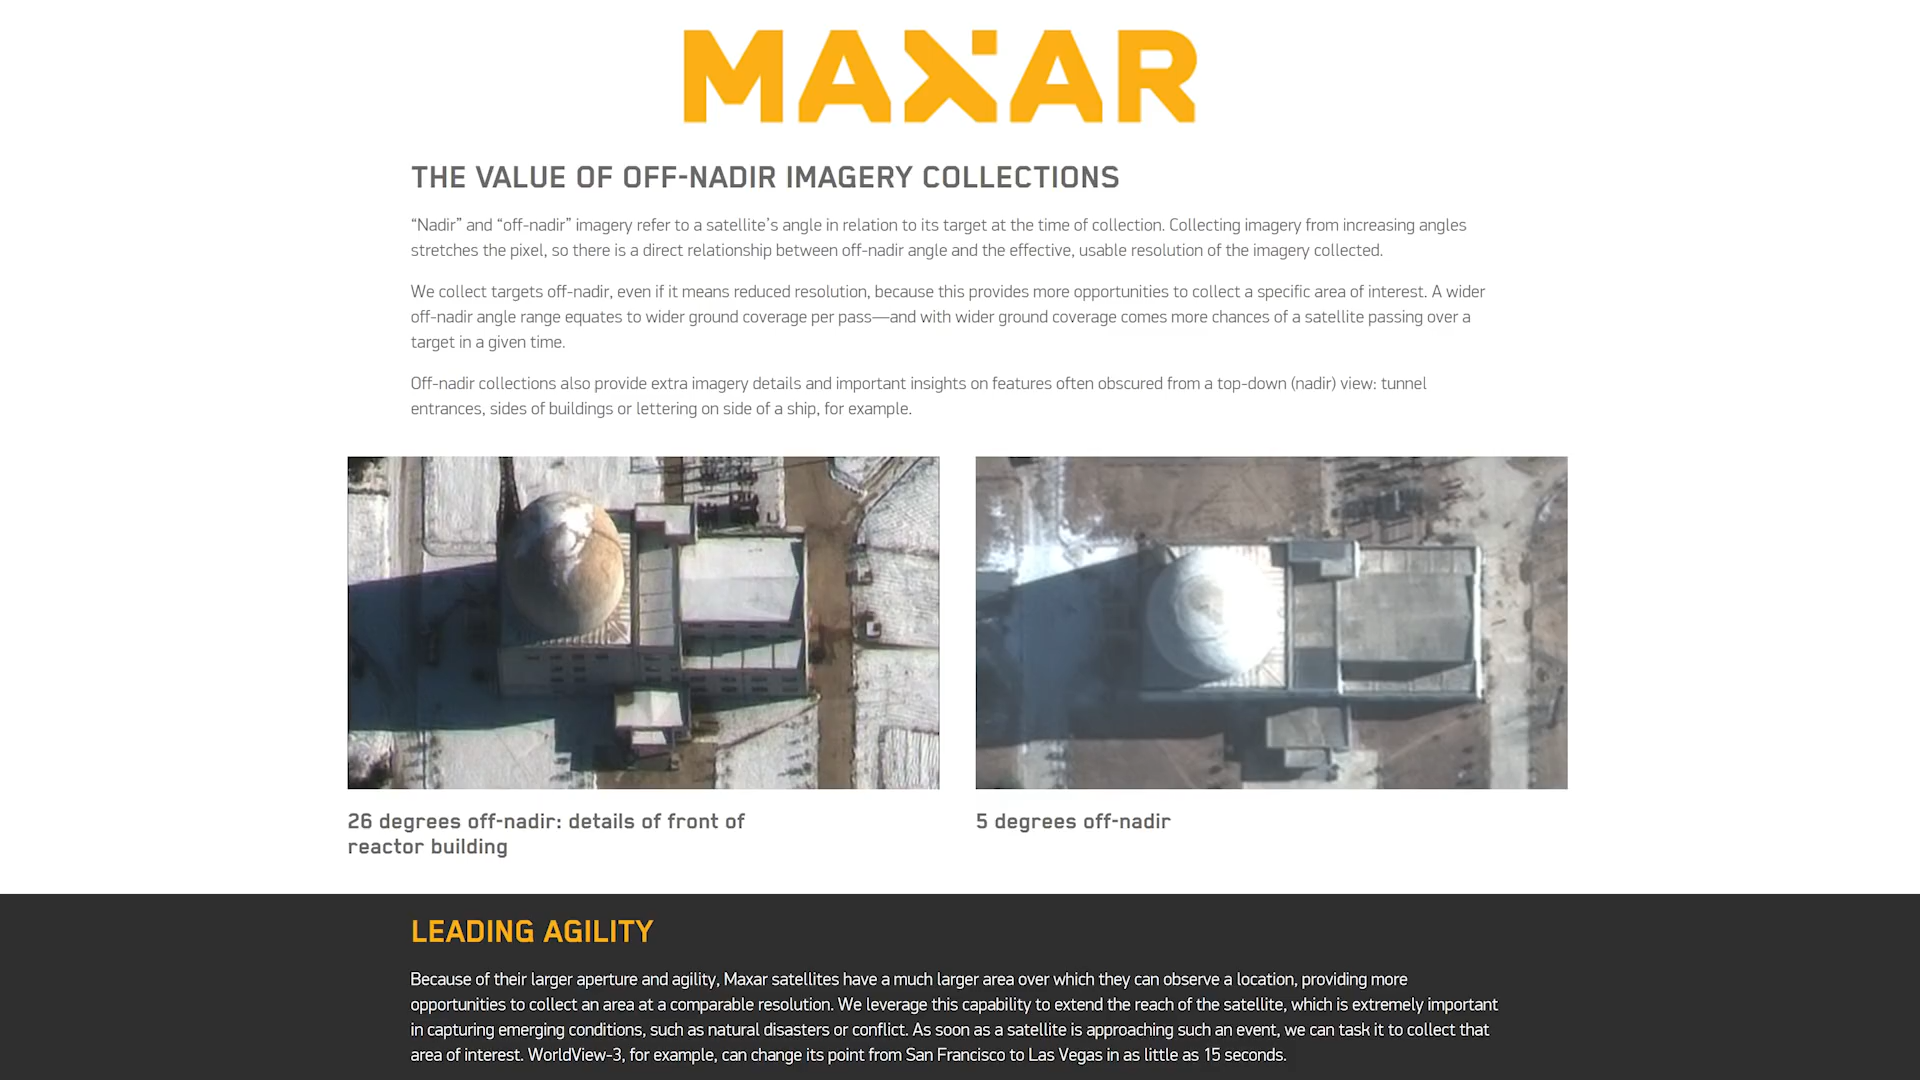 MAXAR
THE VALUE OF OFF-NADIR IMAGERY COLLECTIONS
“Nadir” and “off-nadir” imagery refer to a satellite’s angle in relation to its target at the time of collection. Collecting imagery from increasing angles
stretches the pixel, so there is a direct relationship between off-nadir angle and the effective, usable resolution of the imagery collected.
We collect targets off-nadir, even if it means reduced resolution, because this provides more opportunities to collect a specific area of interest. A wider
off-nadir angle range equates to wider ground coverage per pass—and with wider ground coverage comes more chances of a satellite passing over a
target in a given time.
Off-nadir collections also provide extra imagery details and important insights on features often obscured from a top-down (nadir) view: tunnel
entrances, sides of buildings or lettering on side of a ship, for example.
26 degrees off-nadir: details of front of
reactor building
5 degrees off-nadir
LEADING AGILITY
Because of their larger aperture and agility, Maxar satellites have a much larger area over which they can observe a location, providing more
opportunities to collect an area at a comparable resolution. We leverage this capability to extend the reach of the satellite, which is extremely important
in capturing emerging conditions, such as natural disasters or conflict. As soon as a satellite is approaching such an event, we can task it to collect that
area of interest. WorldView-3, for example, can change its point from San Francisco to Las Vegas in as little as 15 seconds.